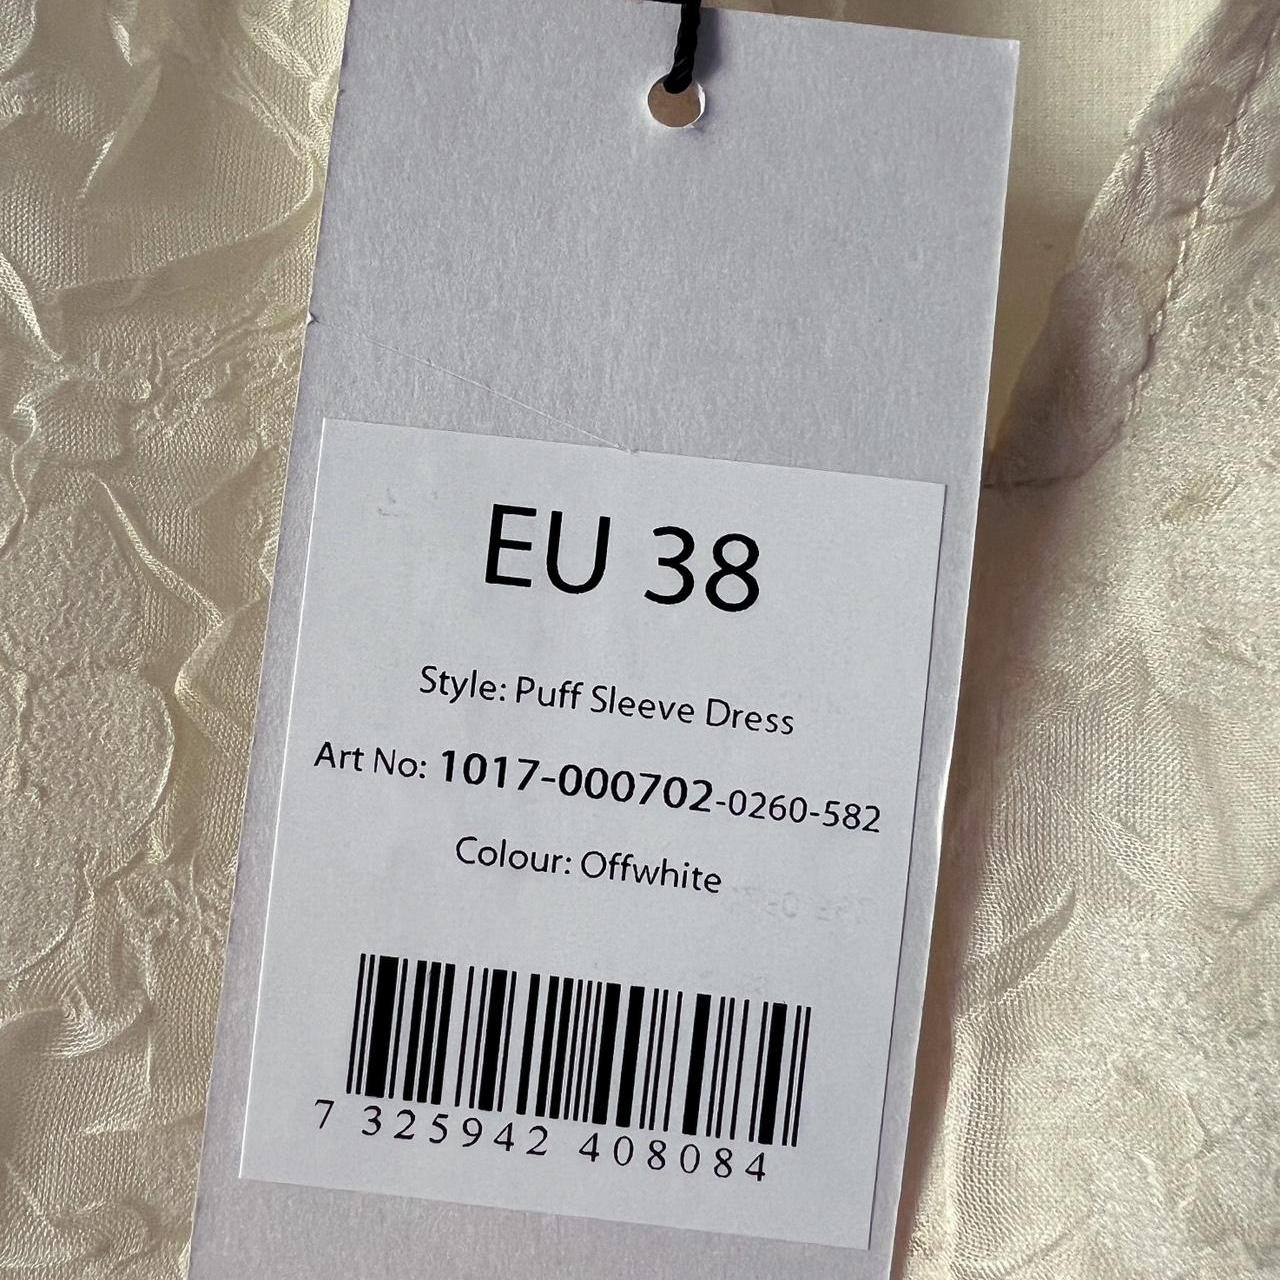 EU 38
Style: Puff Sleeve Dress
Art No: 1017-000702-0260-582
Colour: Offwhite
7 325942 408084